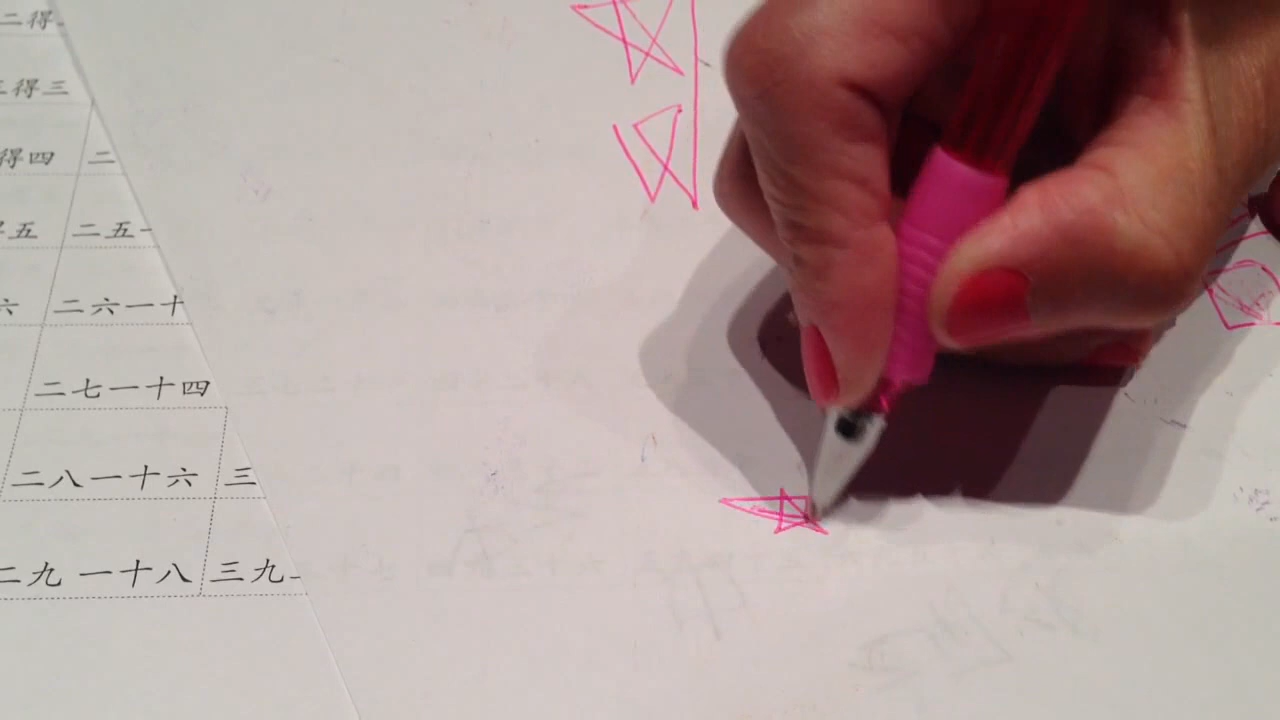 二得
得三
得四 二
五 二五一
六 二六一十
二七一十四
二八一十六 三
二九一十八 三九